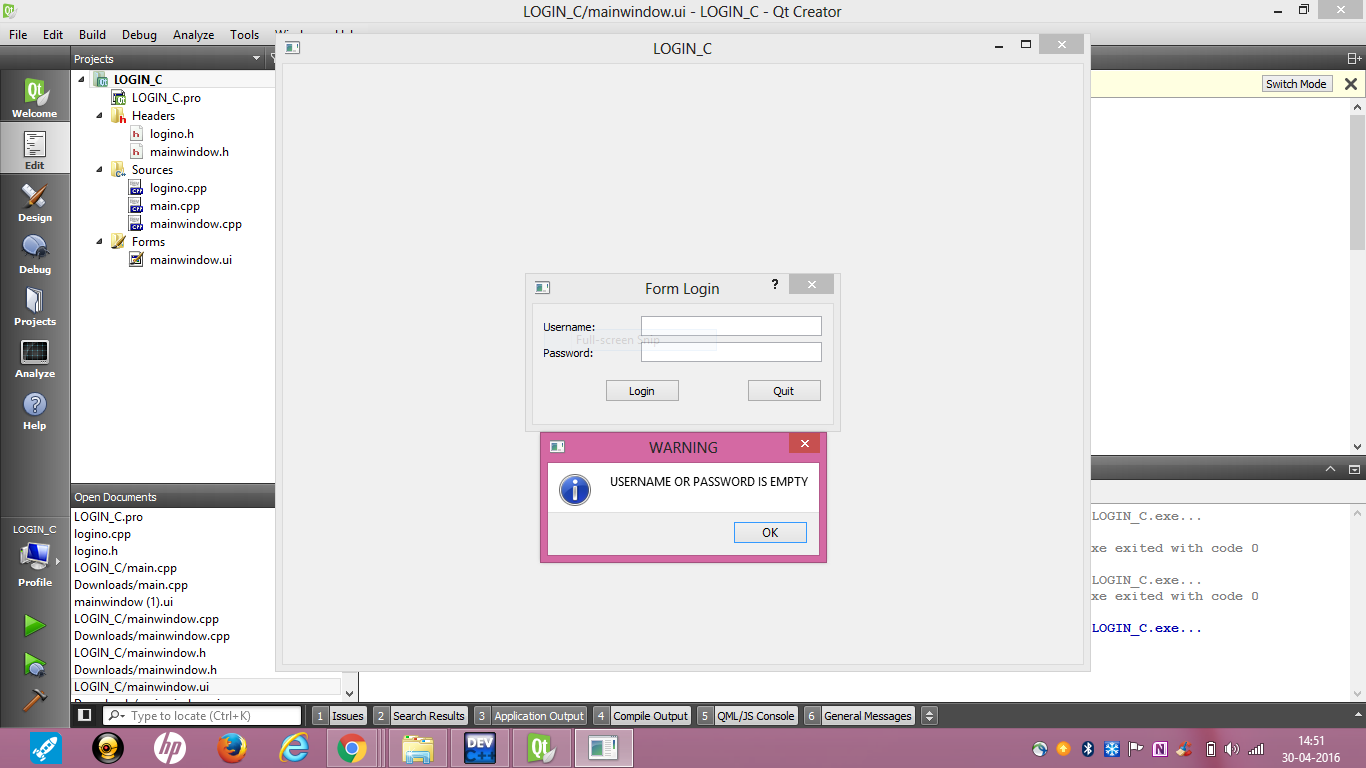 LOGIN_C/mainwindow.ui - LOGIN_C - Qt Creator
File Edit Build Debug Analyze Tools
LOGIN_C
Projects
Switch Mode
LOGIN_C
LOGIN_C.pro
Headers
logino.h
mainwindow.h
Sources
logino.cpp
main.cpp
mainwindow.cpp
Forms
mainwindow.ui
Welcome
Edit
Design
Debug
Projects
Analyze
Help
LOGIN_C
Profile
Form Login
?
Username:
Full-screen Snip
Password:
Login Quit
WARNING
USERNAME OR PASSWORD IS EMPTY
OK
Open Documents
LOGIN_C.pro
logino.cpp
logino.h
LOGIN_C/main.cpp
Downloads/main.cpp
mainwindow (1).ui
LOGIN_C/mainwindow.cpp
Downloads/mainwindow.cpp
LOGIN_C/mainwindow.h
Downloads/mainwindow.h
LOGIN_C/mainwindow.ui
LOGIN_C.exe...
xe exited with code 0
LOGIN_C.exe...
xe exited with code 0
LOGIN_C.exe...
Type to locate (Ctrl+K)
1 Issues 2 Search Results 3 Application Output 4 Compile Output 5 QML/JS Console 6 General Messages
14:51
30-04-2016